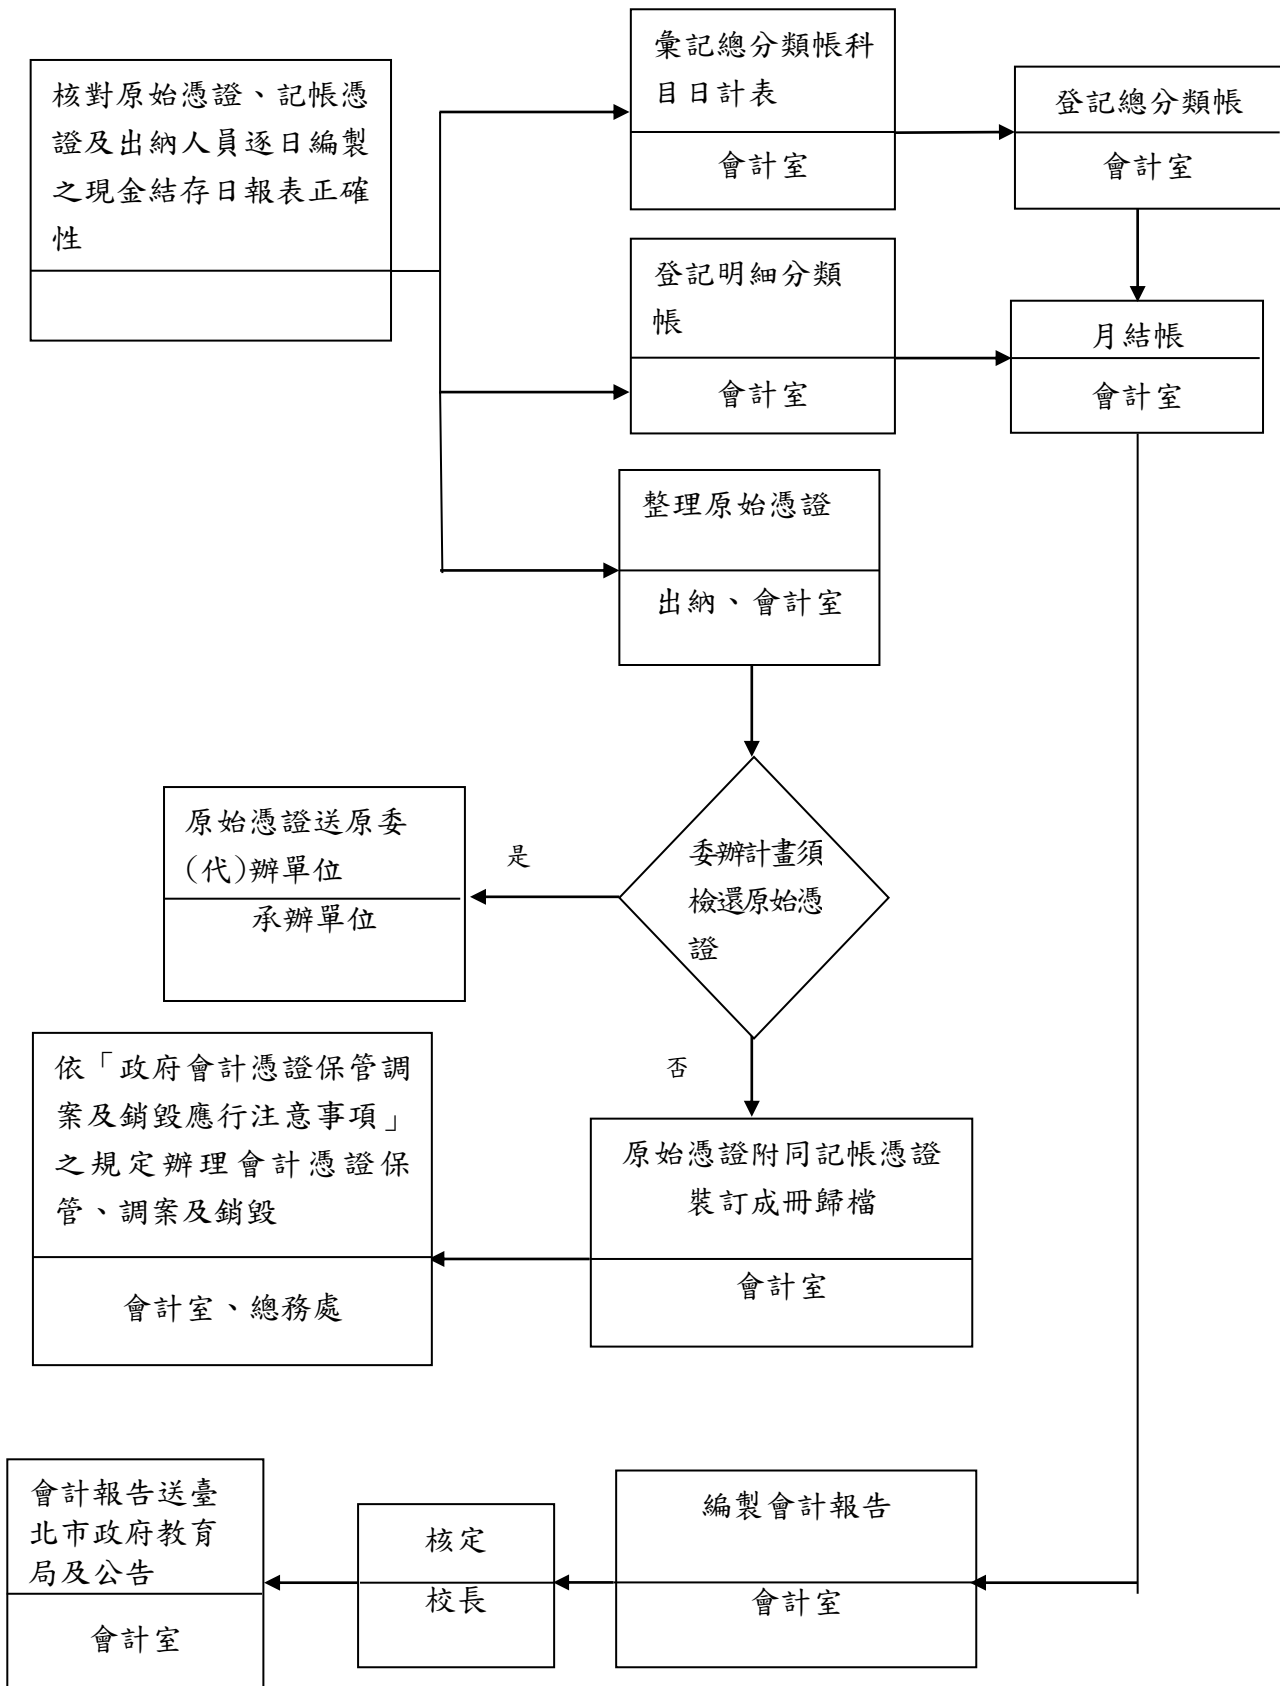 核對原始憑證、記帳憑
證及出納人員逐日編製
之現金結存日報表正確
性
彙記總分類帳科
目日計表
會計室
登記總分類帳
會計室
登記明細分類
帳
會計室
月結帳
會計室
整理原始憑證
出納、會計室
委辦計畫須
檢還原始憑
證
是
原始憑證送原委
(代)辦單位
承辦單位
否
原始憑證附同記帳憑證
裝訂成冊歸檔
會計室
依「政府會計憑證保管調
案及銷毀應行注意事項」
之規定辦理會計憑證保
管、調案及銷毀
會計室、總務處
編製會計報告
會計室
核定
校長
會計報告送臺
北市政府教育
局及公告
會計室